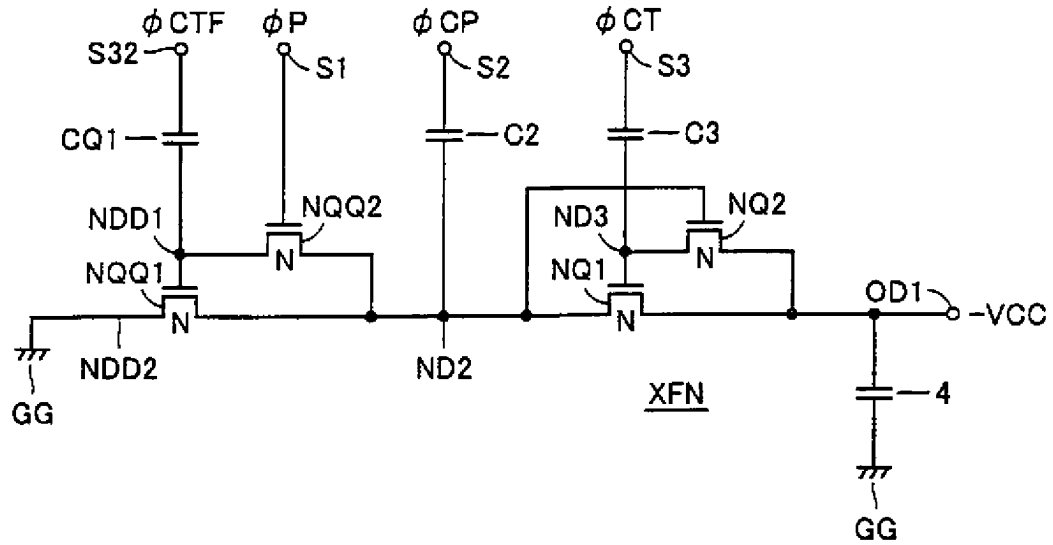 φCTF φP φCP φCT
S32 S1 S2 S3
CQ1 C2 C3
NQQ2 NQ2
NDD1 ND3
NQQ1 NQ1
N N
OD1
N N
-VCC
NDD2 ND2
GG XFN 4
GG